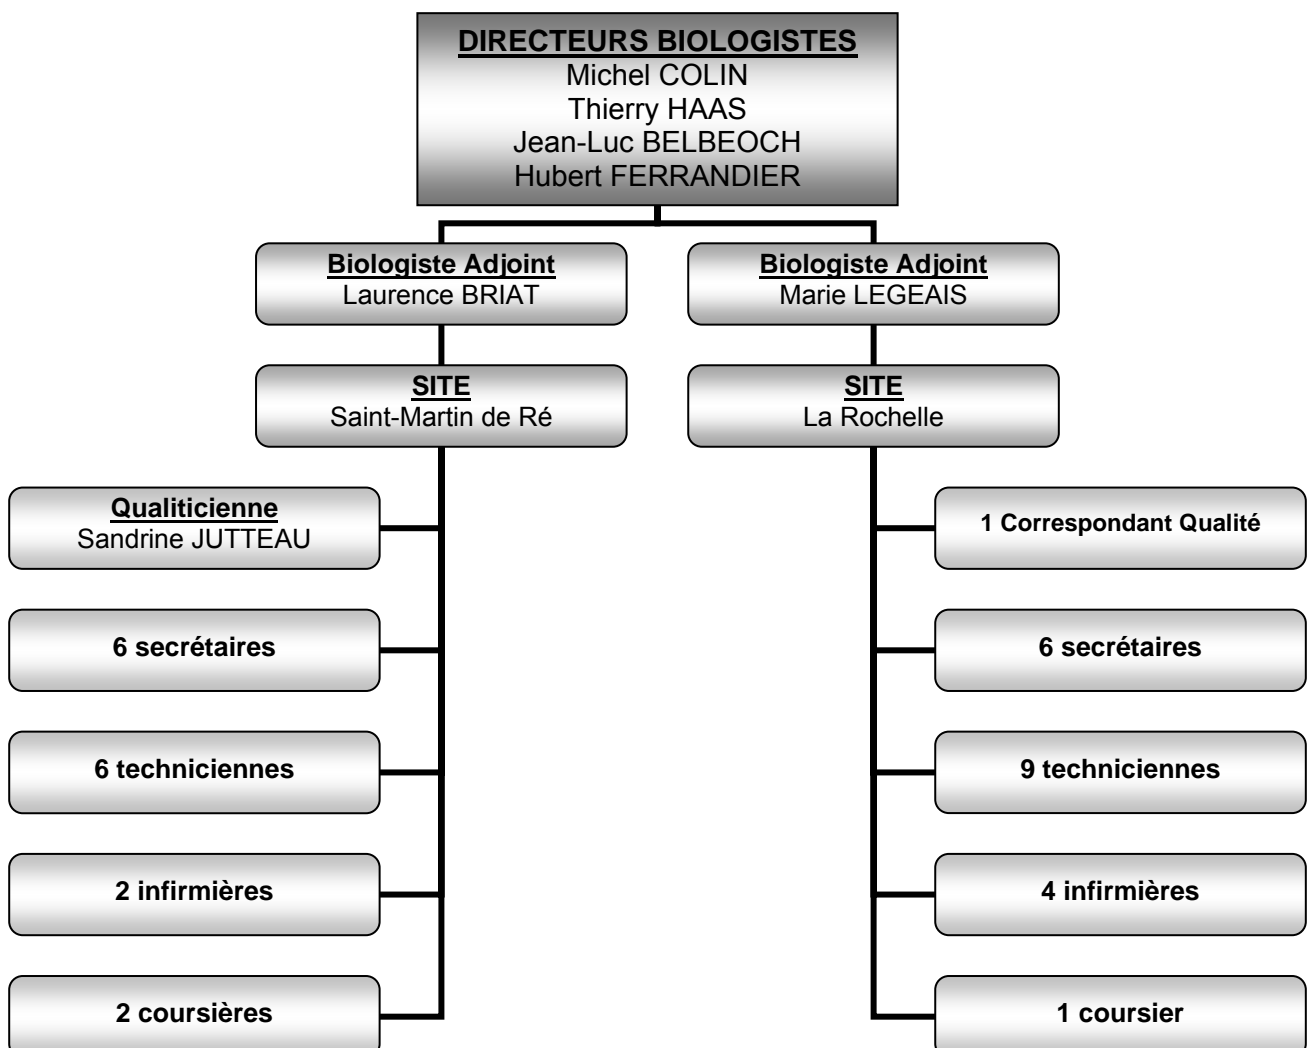 DIRECTEURS BIOLOGISTES
Michel COLIN
Thierry HAAS
Jean-Luc BELBEOCH
Hubert FERRANDIER
Biologiste Adjoint
Laurence BRIAT
Biologiste Adjoint
Marie LEGEAIS
SITE
Saint-Martin de Ré
SITE
La Rochelle
Qualiticienne
Sandrine JUTTEAU
1 Correspondant Qualité
6 secrétaires
6 secrétaires
6 techniciennes
9 techniciennes
2 infirmières
4 infirmières
2 coursières
1 coursier